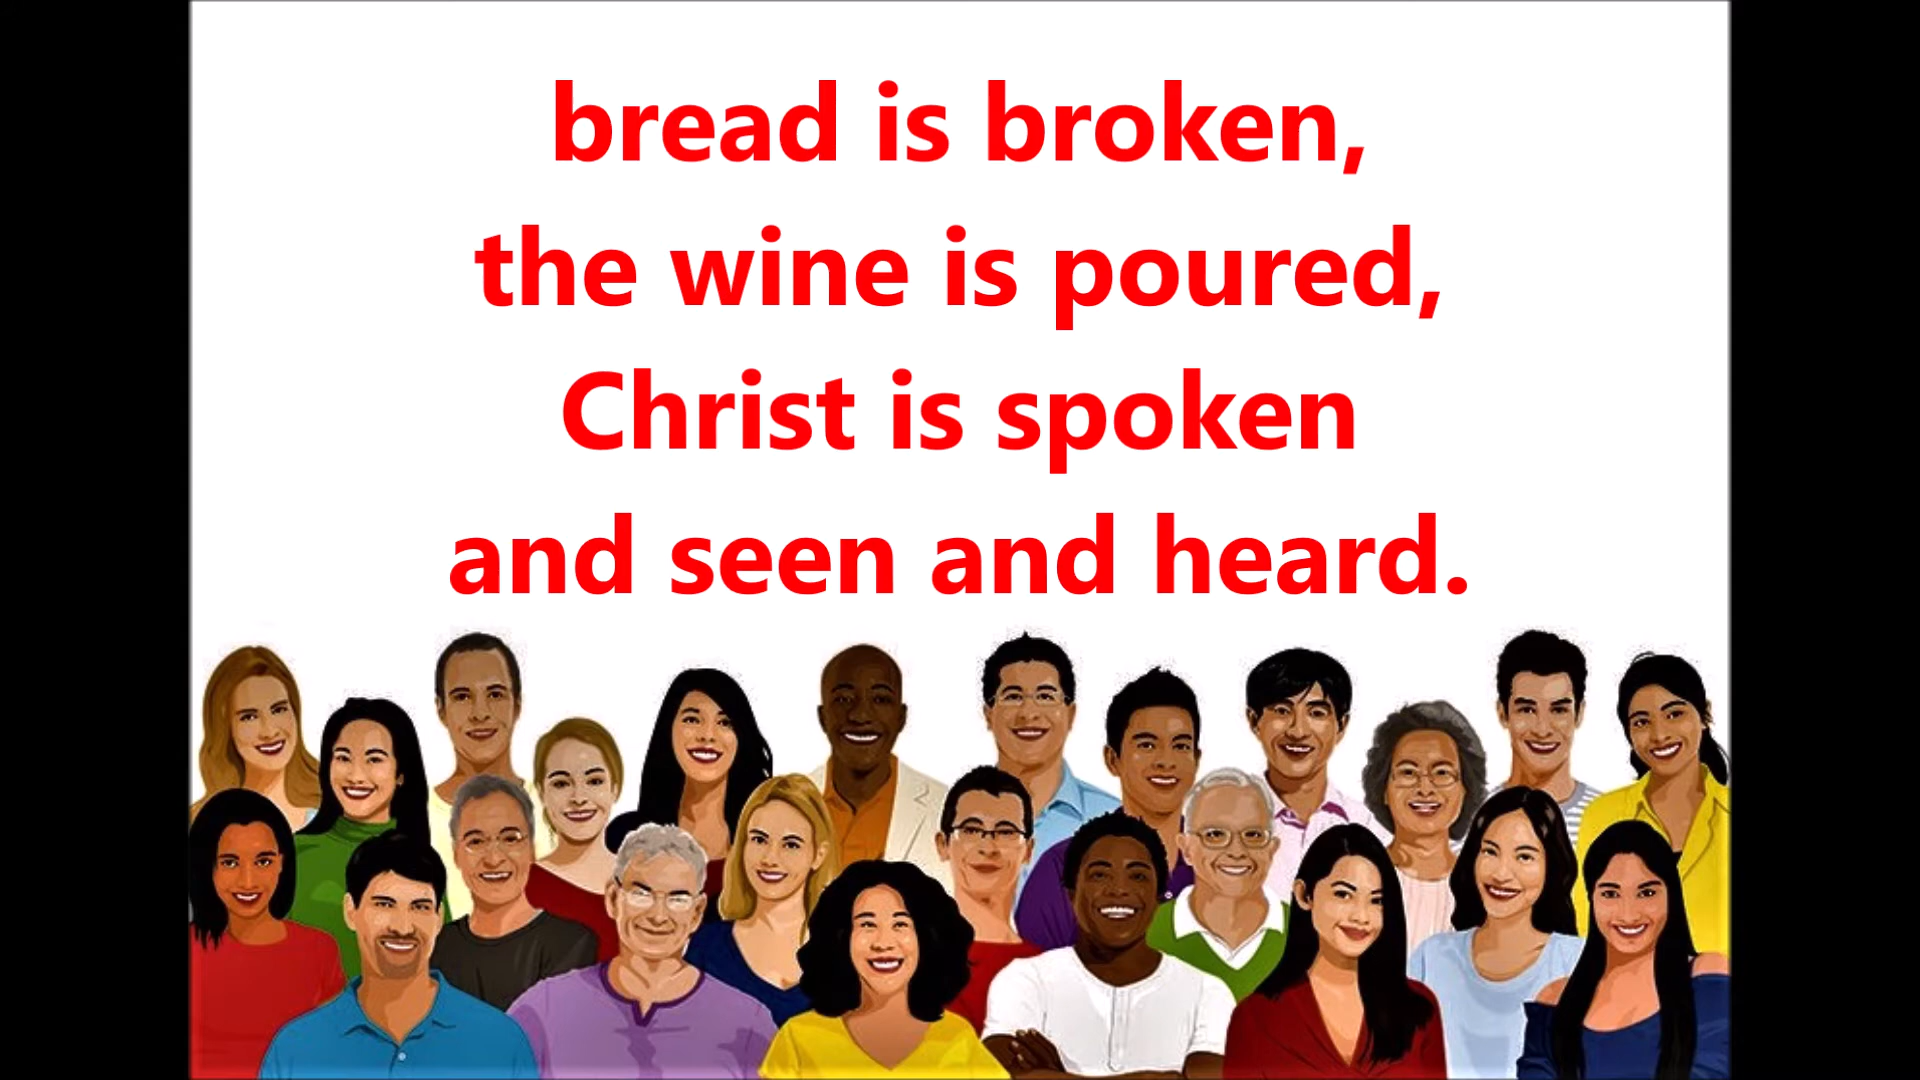 bread is broken,
the wine is poured,
Christ is spoken
and seen and heard.